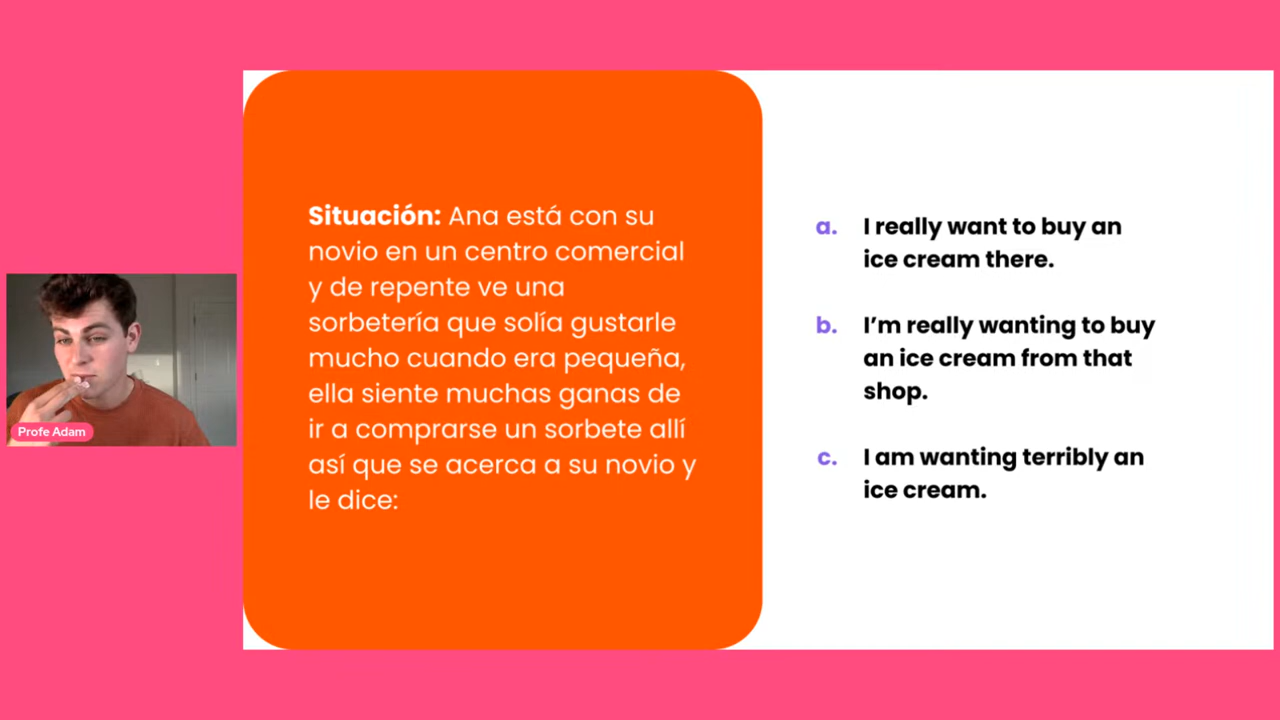 Situación: Ana está con su
novio en un centro comercial
y de repente ve una
sorbetería que solía gustarle
mucho cuando era pequeña,
ella siente muchas ganas de
ir a comprarse un sorbete allí
así que se acerca a su novio y
le dice:
a. I really want to buy an
ice cream there.
b. I’m really wanting to buy
an ice cream from that
shop.
c. I am wanting terribly an
ice cream.
Profe Adam